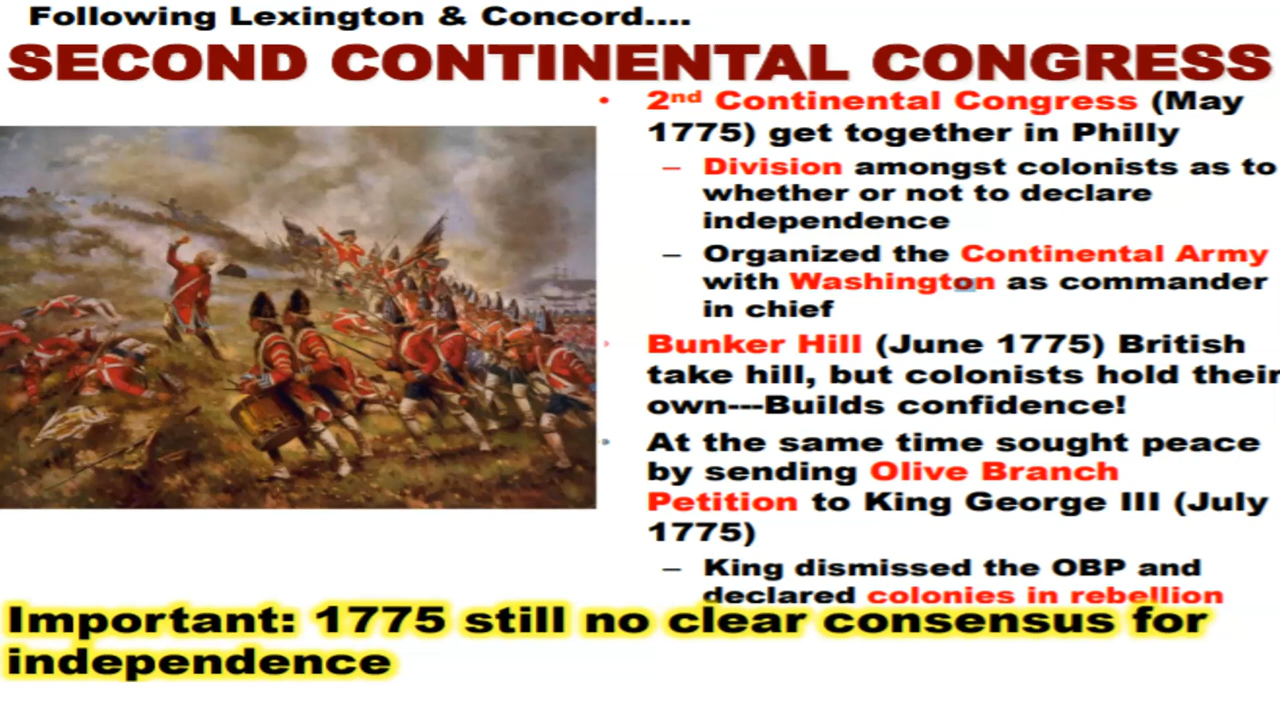 Following Lexington & Concord....
SECOND CONTINENTAL CONGRESS
• 2nd Continental Congress (May
1775) get together in Philly
– Division amongst colonists as to
whether or not to declare
independence
– Organized the Continental Army
with Washington as commander
in chief
Bunker Hill (June 1775) British
take hill, but colonists hold their
own---Builds confidence!
At the same time sought peace
by sending Olive Branch
Petition to King George III (July
1775)
– King dismissed the OBP and
declared colonies in rebellion
Important: 1775 still no clear consensus for
independence